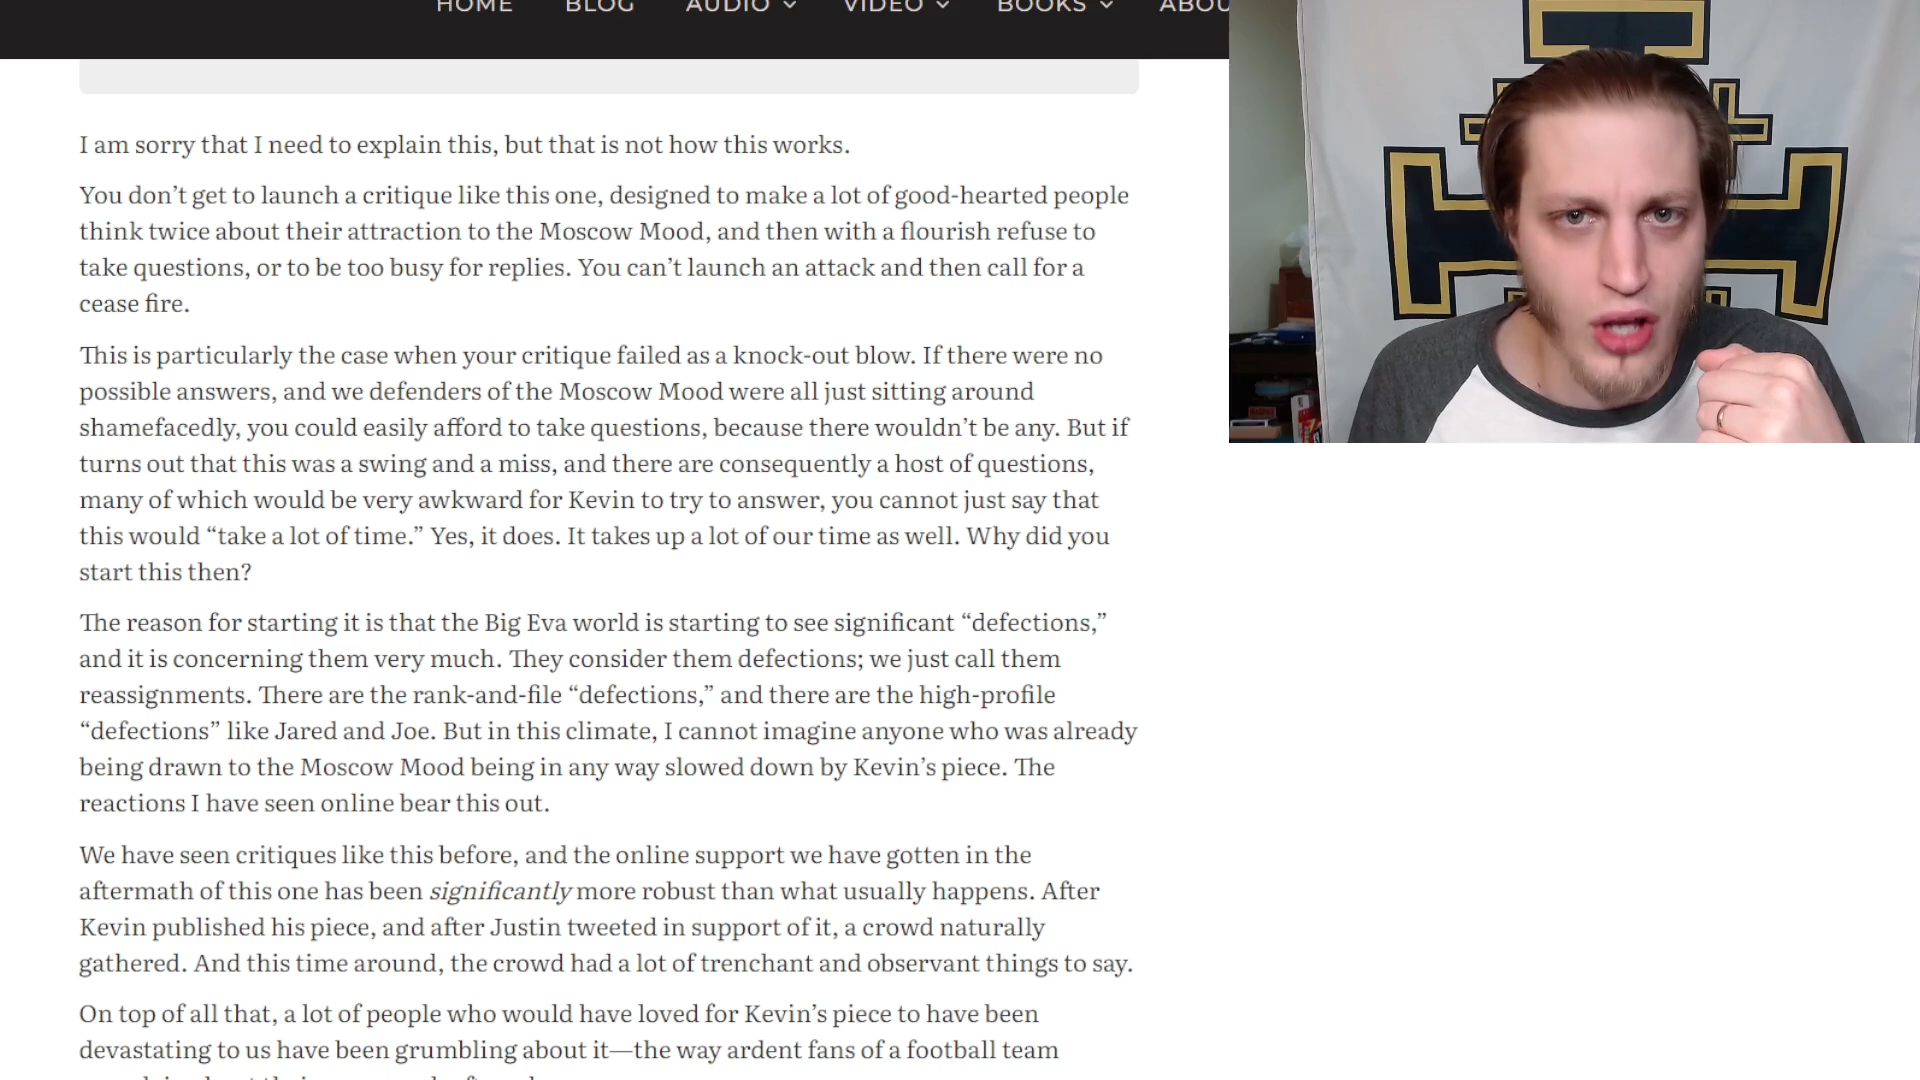 HOME BLOG AUDIO VIDEO BOOKS ABOU
I am sorry that I need to explain this, but that is not how this works.
You don’t get to launch a critique like this one, designed to make a lot of good-hearted people
think twice about their attraction to the Moscow Mood, and then with a flourish refuse to
take questions, or to be too busy for replies. You can’t launch an attack and then call for a
cease fire.
This is particularly the case when your critique failed as a knock-out blow. If there were no
possible answers, and we defenders of the Moscow Mood were all just sitting around
shamefacedly, you could easily afford to take questions, because there wouldn’t be any. But if
turns out that this was a swing and a miss, and there are consequently a host of questions,
many of which would be very awkward for Kevin to try to answer, you cannot just say that
this would “take a lot of time.” Yes, it does. It takes up a lot of our time as well. Why did you
start this then?
The reason for starting it is that the Big Eva world is starting to see significant “defections,”
and it is concerning them very much. They consider them defections; we just call them
reassignments. There are the rank-and-file “defections,” and there are the high-profile
“defections” like Jared and Joe. But in this climate, I cannot imagine anyone who was already
being drawn to the Moscow Mood being in any way slowed down by Kevin’s piece. The
reactions I have seen online bear this out.
We have seen critiques like this before, and the online support we have gotten in the
aftermath of this one has been significantly more robust than what usually happens. After
Kevin published his piece, and after Justin tweeted in support of it, a crowd naturally
gathered. And this time around, the crowd had a lot of trenchant and observant things to say.
On top of all that, a lot of people who would have loved for Kevin’s piece to have been
devastating to us have been grumbling about it—the way ardent fans of a football team